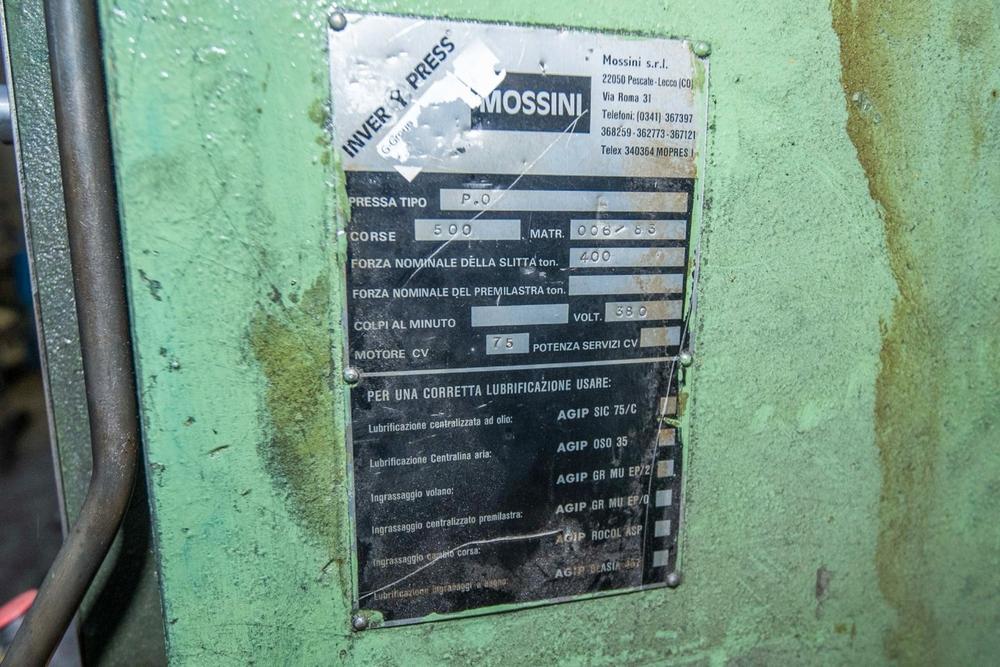 INVER PRESS
G-Group
MOSSINI
Mossini s.r.l.
22050 Pescate-Lecco (CO)
Via Roma 31
Telefoni: (0341) 367397
368259-362773-367121
Telex 340364 MOPRES I
PRESSA TIPO P.O
CORSE 500 MATR. 006/83
FORZA NOMINALE DELLA SLITTA ton. 400
FORZA NOMINALE DEL PREMILASTRA ton.
COLPI AL MINUTO VOLT. 380
MOTORE CV 75 POTENZA SERVIZI CV
PER UNA CORRETTA LUBRIFICAZIONE USARE:
Lubrificazione centralizzata ad olio: AGIP SIC 75/C
Lubrificazione Centralina aria: AGIP OSO 35
Ingrassaggio volano: AGIP GR MU EP/2
Ingrassaggio centralizzato premilastra: AGIP GR MU EP/0
Ingrassaggio cambio corsa: AGIP ROCOL ASP
Lubrificazione ingranaggi a bagno: AGIP BLASIA